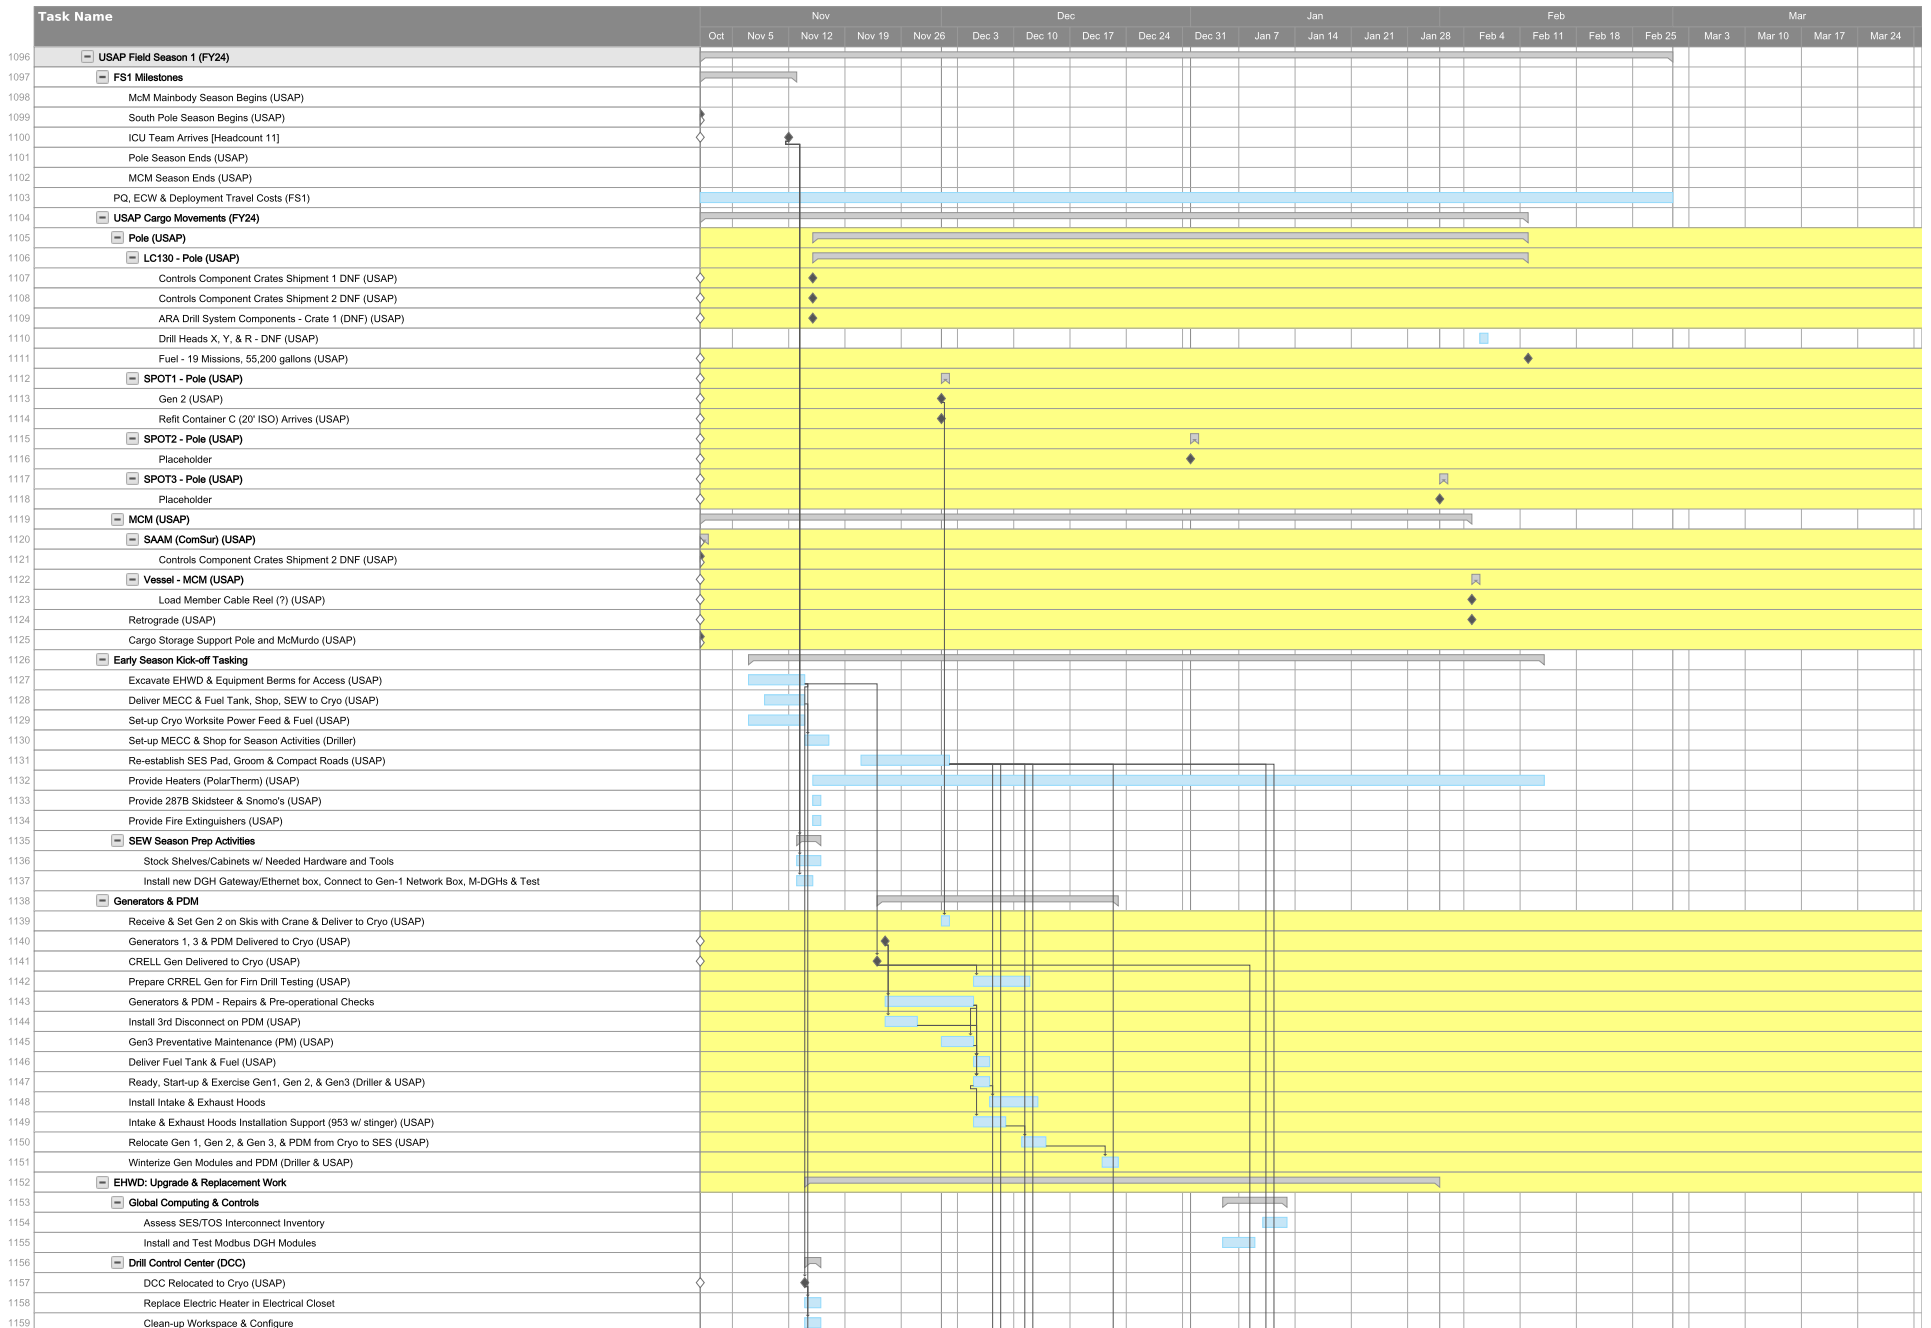 Task Name
Nov Dec Jan Feb Mar
Oct Nov 5 Nov 12 Nov 19 Nov 26 Dec 3 Dec 10 Dec 17 Dec 24 Dec 31 Jan 7 Jan 14 Jan 21 Jan 28 Feb 4 Feb 11 Feb 18 Feb 25 Mar 3 Mar 10 Mar 17 Mar 24
1096 USAP Field Season 1 (FY24)
1097 FS1 Milestones
1098 McM Mainbody Season Begins (USAP)
1099 South Pole Season Begins (USAP)
1100 ICU Team Arrives [Headcount 11]
1101 Pole Season Ends (USAP)
1102 MCM Season Ends (USAP)
1103 PQ, ECW & Deployment Travel Costs (FS1)
1104 USAP Cargo Movements (FY24)
1105 Pole (USAP)
1106 LC130 - Pole (USAP)
1107 Controls Component Crates Shipment 1 DNF (USAP)
1108 Controls Component Crates Shipment 2 DNF (USAP)
1109 ARA Drill System Components - Crate 1 (DNF) (USAP)
1110 Drill Heads X, Y, & R - DNF (USAP)
1111 Fuel - 19 Missions, 55,200 gallons (USAP)
1112 SPOT1 - Pole (USAP)
1113 Gen 2 (USAP)
1114 Refit Container C (20' ISO) Arrives (USAP)
1115 SPOT2 - Pole (USAP)
1116 Placeholder
1117 SPOT3 - Pole (USAP)
1118 Placeholder
1119 MCM (USAP)
1120 SAAM (ComSur) (USAP)
1121 Controls Component Crates Shipment 2 DNF (USAP)
1122 Vessel - MCM (USAP)
1123 Load Member Cable Reel (?) (USAP)
1124 Retrograde (USAP)
1125 Cargo Storage Support Pole and McMurdo (USAP)
1126 Early Season Kick-off Tasking
1127 Excavate EHWD & Equipment Berms for Access (USAP)
1128 Deliver MECC & Fuel Tank, Shop, SEW to Cryo (USAP)
1129 Set-up Cryo Worksite Power Feed & Fuel (USAP)
1130 Set-up MECC & Shop for Season Activities (Driller)
1131 Re-establish SES Pad, Groom & Compact Roads (USAP)
1132 Provide Heaters (PolarTherm) (USAP)
1133 Provide 287B Skidsteer & Snomo's (USAP)
1134 Provide Fire Extinguishers (USAP)
1135 SEW Season Prep Activities
1136 Stock Shelves/Cabinets w/ Needed Hardware and Tools
1137 Install new DGH Gateway/Ethernet box, Connect to Gen-1 Network Box, M-DGHs & Test
1138 Generators & PDM
1139 Receive & Set Gen 2 on Skis with Crane & Deliver to Cryo (USAP)
1140 Generators 1, 3 & PDM Delivered to Cryo (USAP)
1141 CRELL Gen Delivered to Cryo (USAP)
1142 Prepare CRREL Gen for Firn Drill Testing (USAP)
1143 Generators & PDM - Repairs & Pre-operational Checks
1144 Install 3rd Disconnect on PDM (USAP)
1145 Gen3 Preventative Maintenance (PM) (USAP)
1146 Deliver Fuel Tank & Fuel (USAP)
1147 Ready, Start-up & Exercise Gen1, Gen 2, & Gen3 (Driller & USAP)
1148 Install Intake & Exhaust Hoods
1149 Intake & Exhaust Hoods Installation Support (953 w/ stinger) (USAP)
1150 Relocate Gen 1, Gen 2, & Gen 3, & PDM from Cryo to SES (USAP)
1151 Winterize Gen Modules and PDM (Driller & USAP)
1152 EHWD: Upgrade & Replacement Work
1153 Global Computing & Controls
1154 Assess SES/TOS Interconnect Inventory
1155 Install and Test Modbus DGH Modules
1156 Drill Control Center (DCC)
1157 DCC Relocated to Cryo (USAP)
1158 Replace Electric Heater in Electrical Closet
1159 Clean-up Workspace & Configure